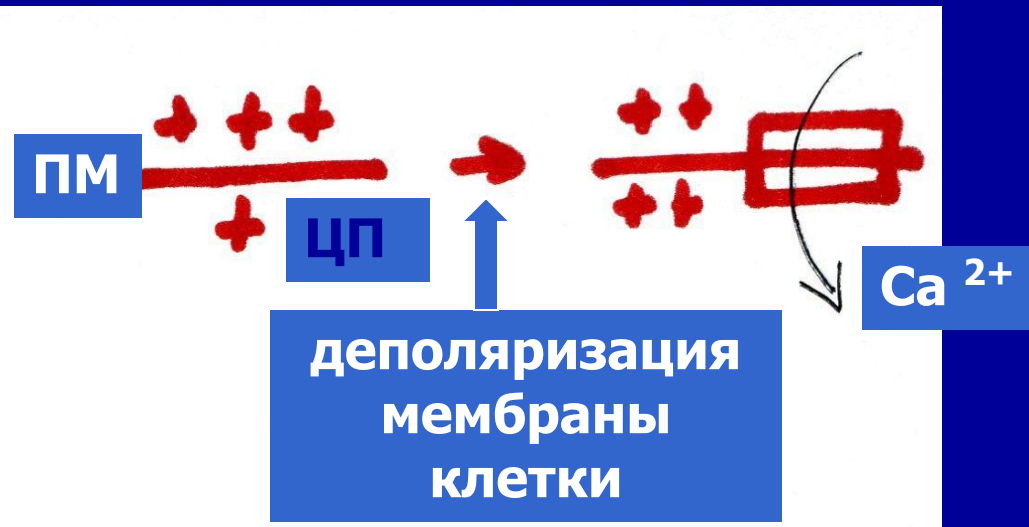 ПМ
ЦП
Ca 2+
деполяризация
мембраны
клетки